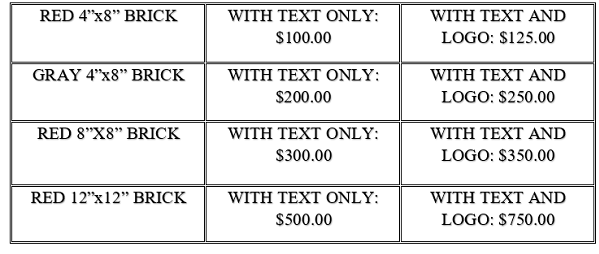 RED 4”x8” BRICK
WITH TEXT ONLY:
$100.00
WITH TEXT AND
LOGO: $125.00
GRAY 4”x8” BRICK
WITH TEXT ONLY:
$200.00
WITH TEXT AND
LOGO: $250.00
RED 8”X8” BRICK
WITH TEXT ONLY:
$300.00
WITH TEXT AND
LOGO: $350.00
RED 12”x12” BRICK
WITH TEXT ONLY:
$500.00
WITH TEXT AND
LOGO: $750.00